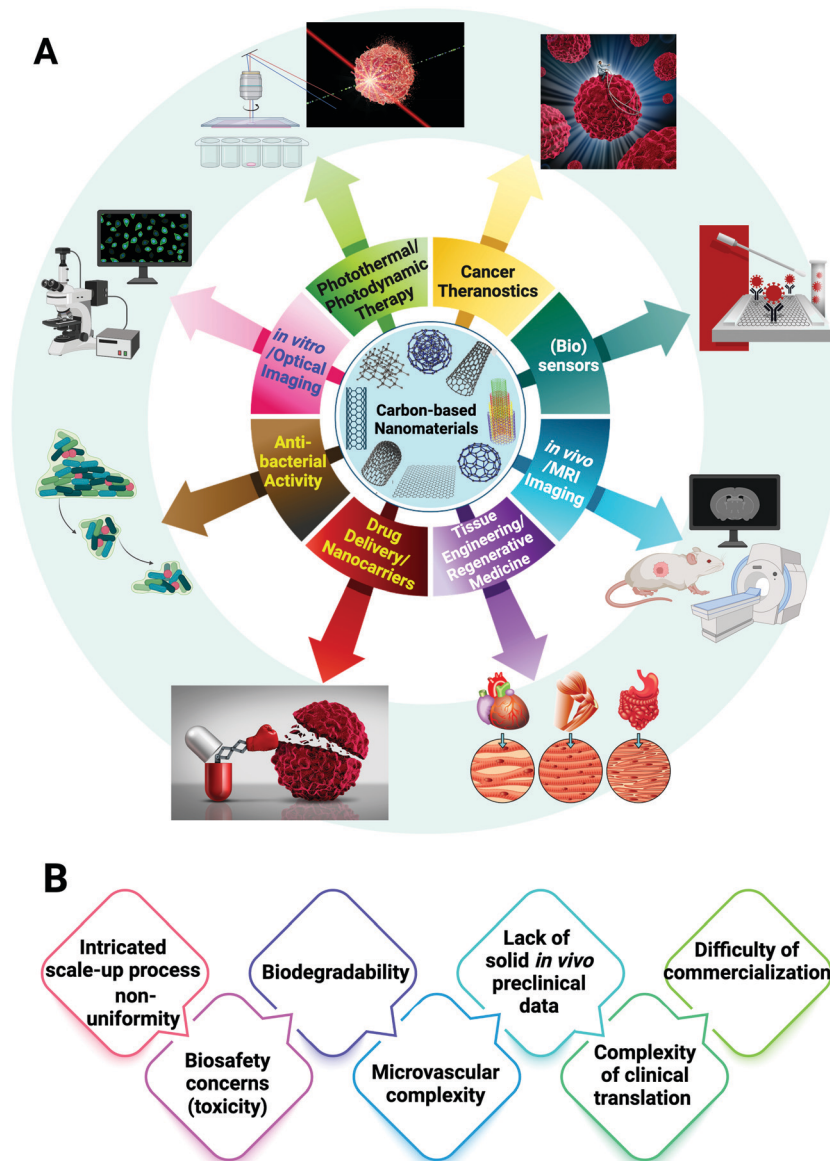 A
Photothermal/
Photodynamic
Therapy
Cancer
Theranostics
(Bio)
sensors
in vivo
/MRI
Imaging
Tissue
Engineering/
Regenerative
Medicine
Drug
Delivery/
Nanocarriers
Anti-
bacterial
Activity
in vitro
/Optical
Imaging
Carbon-based
Nanomaterials
B
Intricated
scale-up process
non-
uniformity
Biosafety
concerns
(toxicity)
Biodegradability
Microvascular
complexity
Lack of
solid in vivo
preclinical
data
Complexity
of clinical
translation
Difficulty of
commercialization